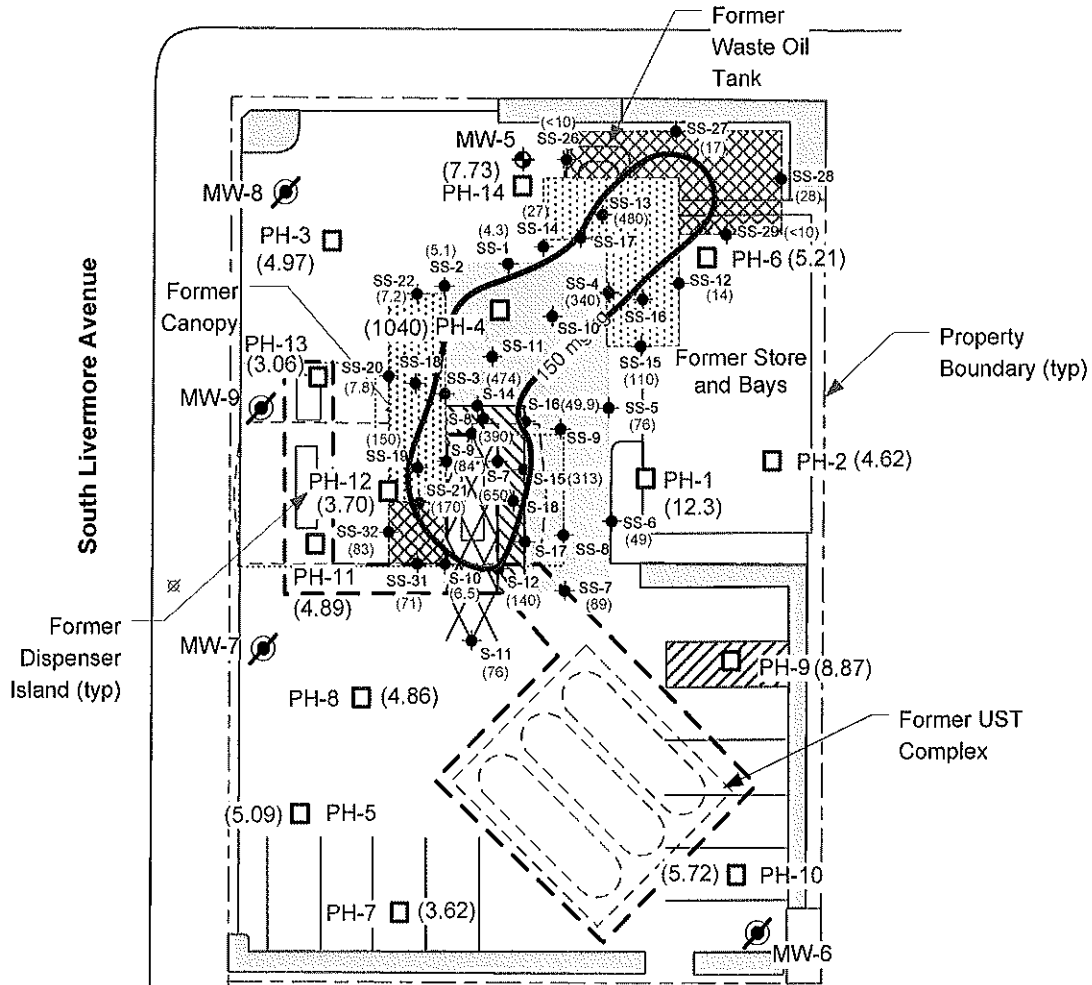 Former
Waste Oil
Tank
(<10)
SS-26
SS-27
(17)
MW-5
(7.73)
PH-14
SS-28
(28)
MW-8
SS-13
(480)
(27)
SS-14
SS-17
SS-29 (<10)
PH-3
(4.97)
(4.3)
SS-1
PH-6 (5.21)
(5.1)
SS-2
SS-22
(7.2)
SS-4
(340)
SS-12
(14)
SS-16
Former
Canopy
(1040) PH-4
SS-10
150 mg
SS-11
(474)
SS-15
(110)
Former Store
and Bays
Property
Boundary (typ)
PH-13
(3.06)
SS-20
(7.8)
SS-18
SS-3
S-14
MW-9
S-8
(390)
S-16 (49.9)
SS-9
SS-5
(76)
(150)
SS-19
S-9
(84*)
S-7
(650)
S-15 (313)
PH-1
(12.3)
PH-2 (4.62)
PH-12
(3.70)
SS-21
(170)
S-18
SS-6
(49)
SS-32
(83)
S-17
SS-8
PH-11
(4.89)
SS-31
(71)
S-10
(6.5)
S-12
(140)
SS-7
(89)
South Livermore Avenue
Former
Dispenser
Island (typ)
MW-7
S-11
(76)
PH-9 (8.87)
PH-8 (4.86)
Former UST
Complex
(5.09) PH-5
(5.72) PH-10
PH-7 (3.62)
MW-6